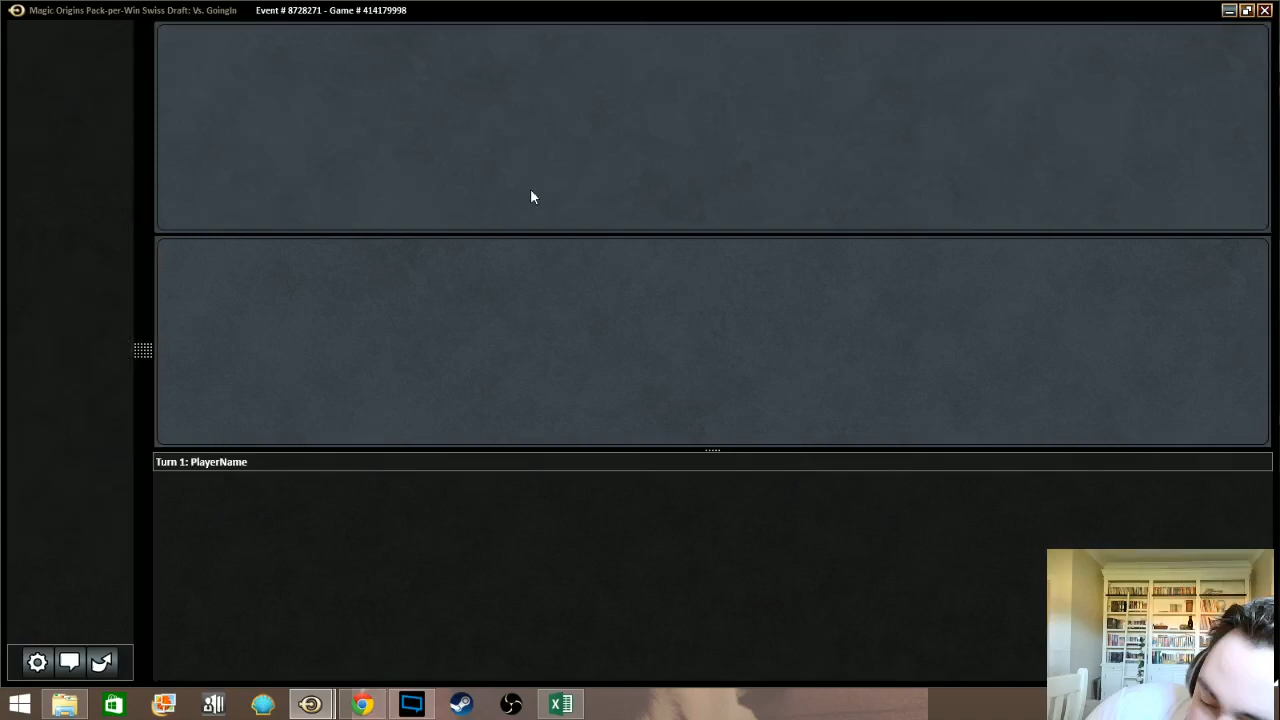 Magic Origins Pack-per-Win Swiss Draft: Vs. GoingIn Event # 8728271 - Game # 414179998
Turn 1: PlayerName